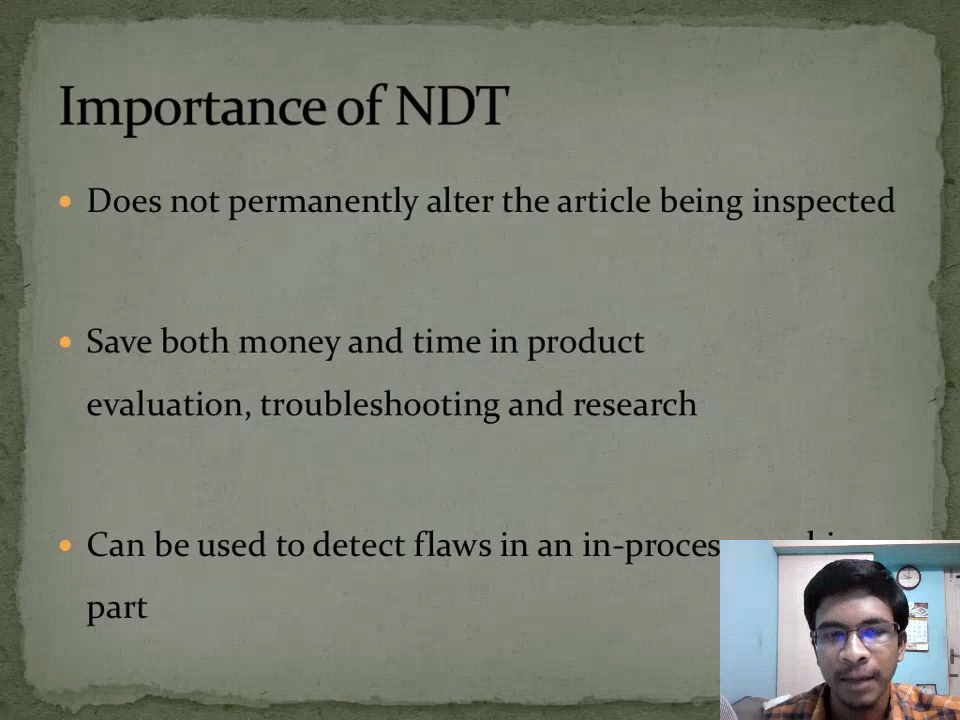 Importance of NDT
Does not permanently alter the article being inspected
Save both money and time in product
evaluation, troubleshooting and research
Can be used to detect flaws in an in-process
part